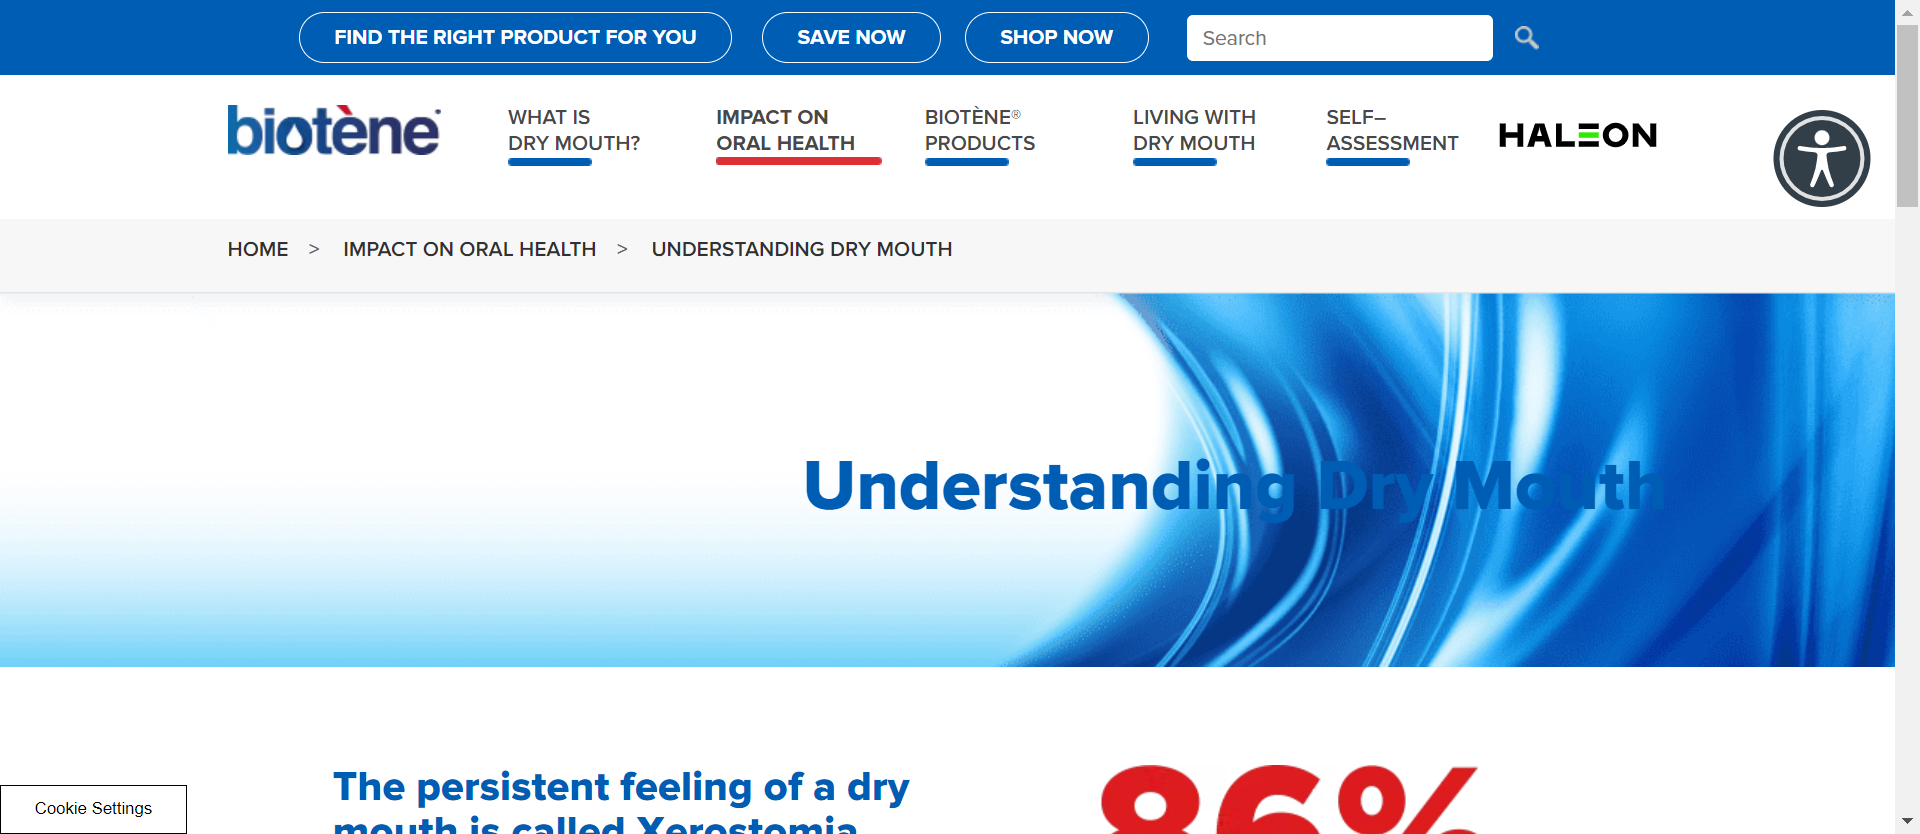 FIND THE RIGHT PRODUCT FOR YOU
SAVE NOW
SHOP NOW
Search
biotène
WHAT IS
DRY MOUTH?
IMPACT ON
ORAL HEALTH
BIOTÈNE®
PRODUCTS
LIVING WITH
DRY MOUTH
SELF–
ASSESSMENT
HALEON
HOME > IMPACT ON ORAL HEALTH > UNDERSTANDING DRY MOUTH
Understanding Dry Mouth
The persistent feeling of a dry
mouth is called Xerostomia
86%
Cookie Settings